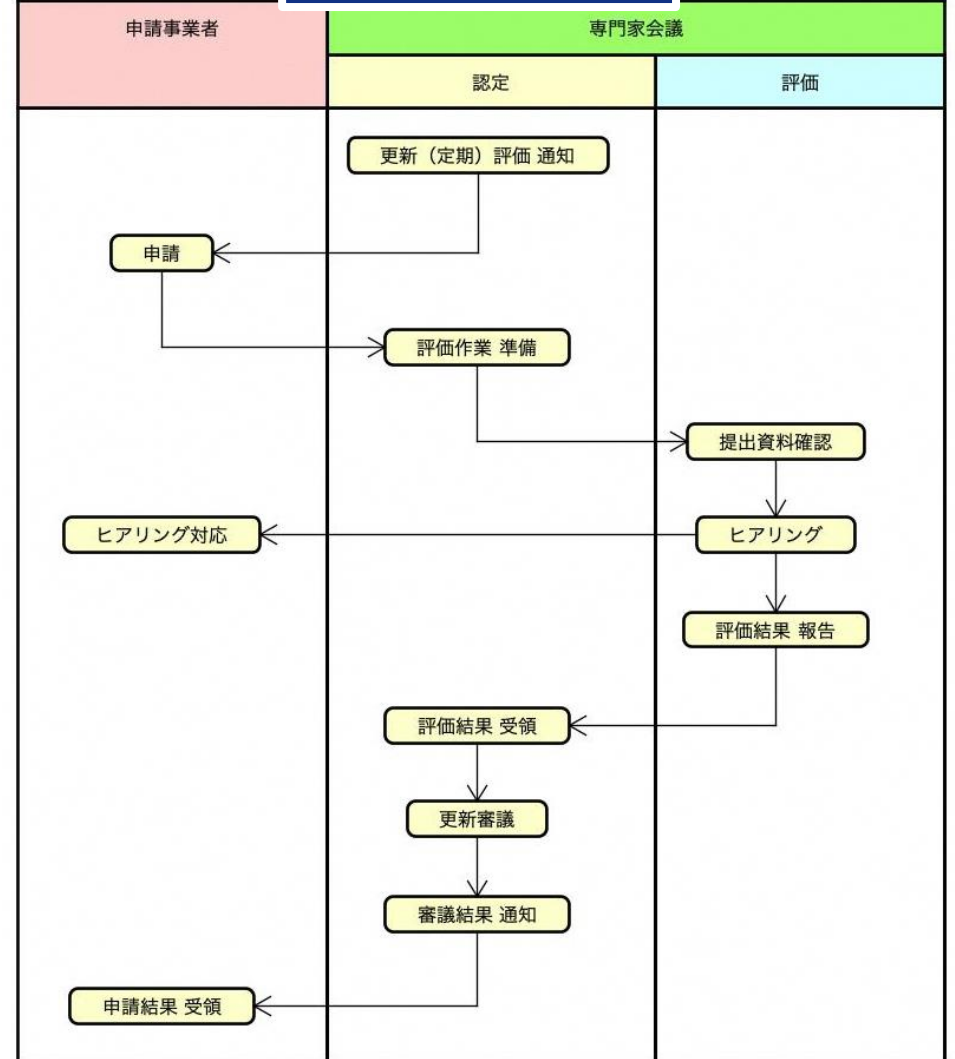 申請事業者
専門家会議
認定
評価
更新（定期）評価 通知
申請
評価作業 準備
提出資料確認
ヒアリング対応
ヒアリング
評価結果 報告
評価結果 受領
更新審議
審議結果 通知
申請結果 受領